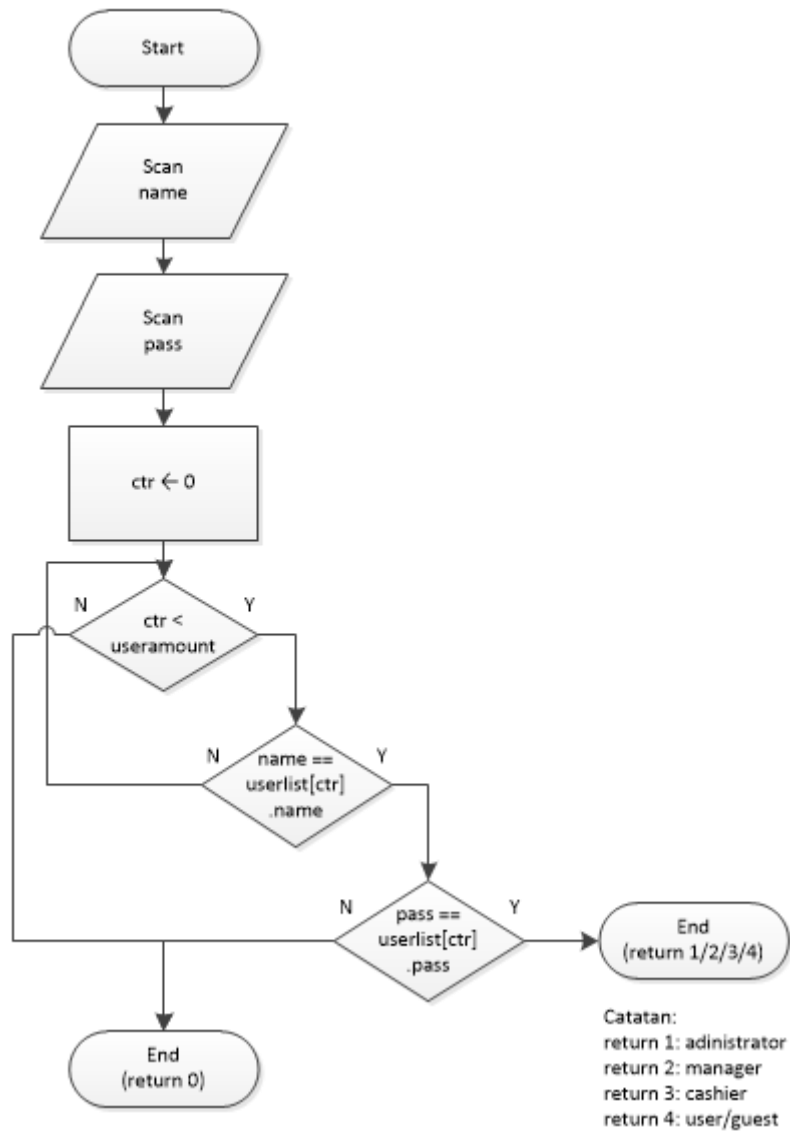 Start
Scan
name
Scan
pass
ctr ← 0
N
Y
ctr <
useramount
N
Y
name ==
userlist[ctr]
.name
N
Y
pass ==
userlist[ctr]
.pass
End
(return 1/2/3/4)
End
(return 0)
Catatan:
return 1: adinistrator
return 2: manager
return 3: cashier
return 4: user/guest